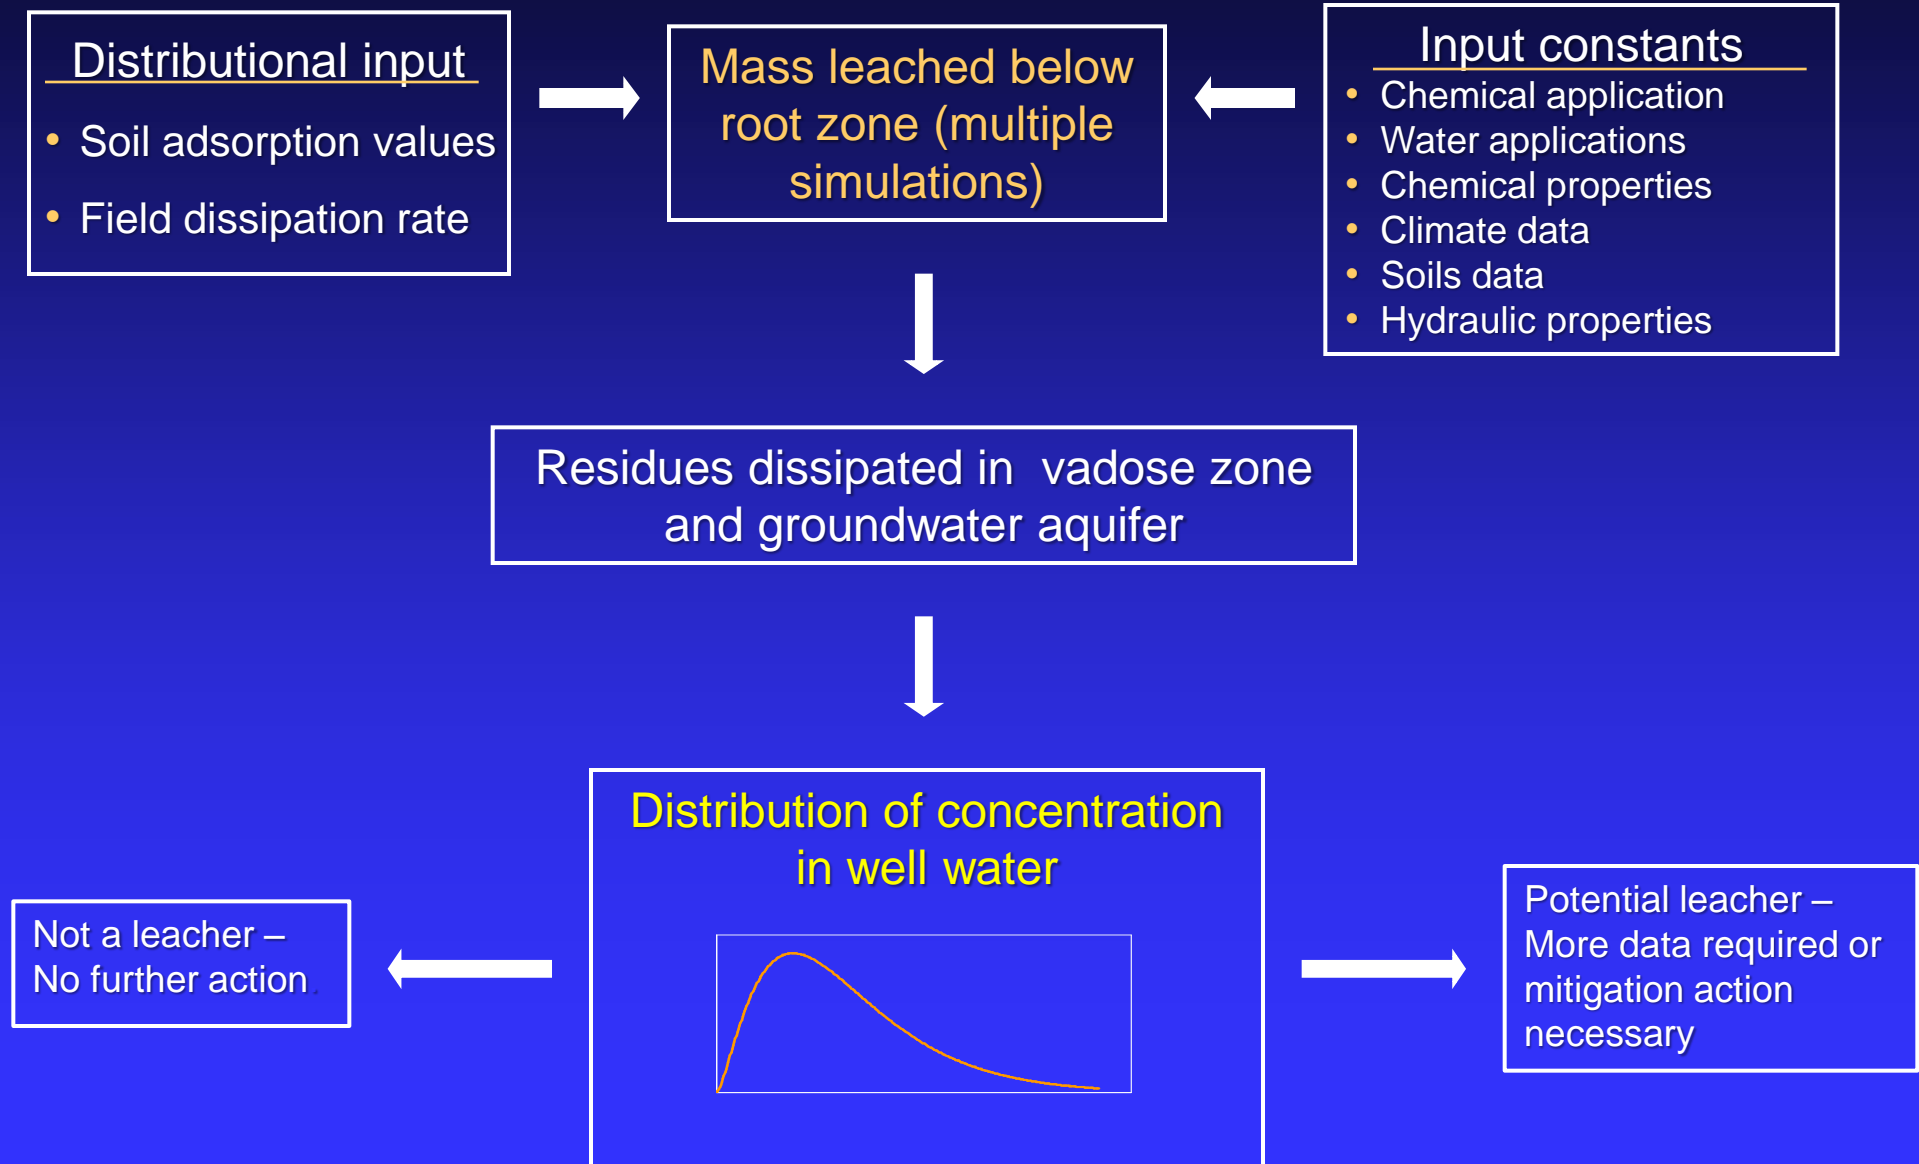 Distributional input
• Soil adsorption values
• Field dissipation rate
Mass leached below
root zone (multiple
simulations)
Input constants
• Chemical application
• Water applications
• Chemical properties
• Climate data
• Soils data
• Hydraulic properties
Residues dissipated in vadose zone
and groundwater aquifer
Distribution of concentration
in well water
Not a leacher –
No further action.
Potential leacher –
More data required or
mitigation action
necessary